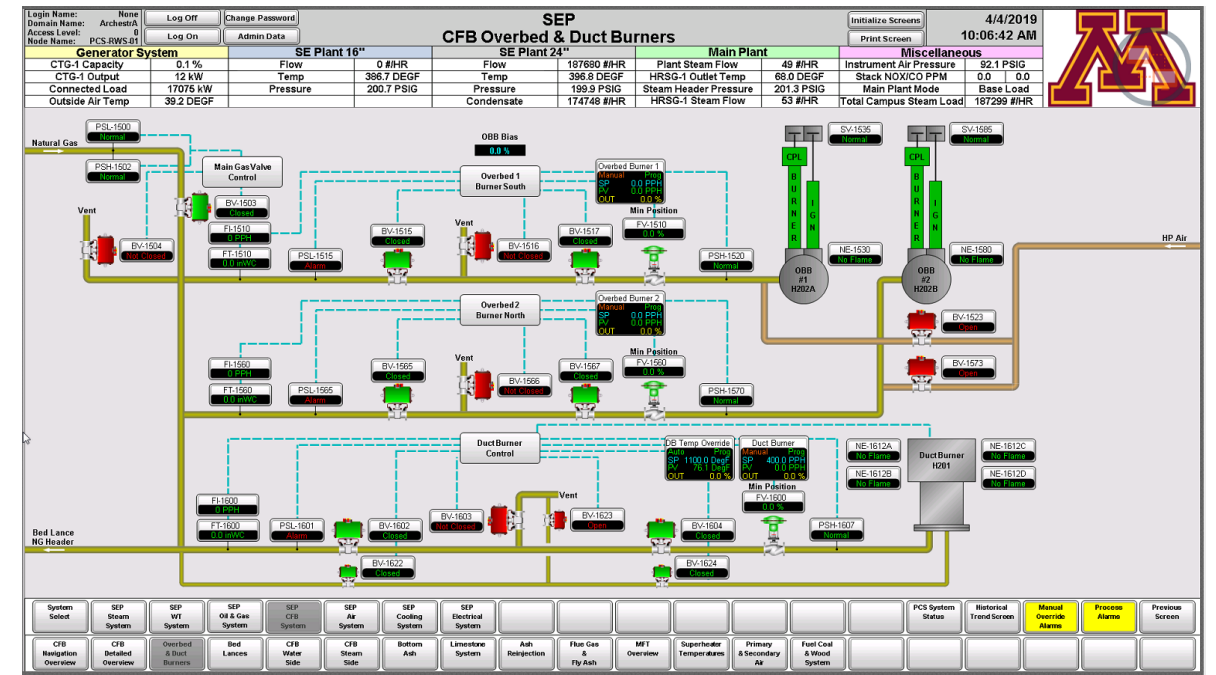 Login Name: None
Domain Name: ArchestrA
Access Level: 0
Node Name: PCS-RWS-01
Log Off
Log On
Change Password
Admin Data
SEP
CFB Overbed & Duct Burners
Initialize Screens
Print Screen
4/4/2019
10:06:42 AM
Generator System
CTG-1 Capacity 0.1 %
CTG-1 Output 12 kW
Connected Load 17075 kW
Outside Air Temp 39.2 DEGF
SE Plant 16"
Flow 0 #/HR
Temp 386.7 DEGF
Pressure 200.7 PSIG
SE Plant 24"
Flow 187680 #/HR
Temp 396.8 DEGF
Pressure 199.9 PSIG
Condensate 174748 #/HR
Main Plant
Plant Steam Flow 49 #/HR
HRSG-1 Outlet Temp 68.0 DEGF
Steam Header Pressure 201.3 PSIG
HRSG-1 Steam Flow 53 #/HR
Miscellaneous
Instrument Air Pressure 92.1 PSIG
Stack NOX/CO PPM 0.0 0.0
Main Plant Mode Base Load
Total Campus Steam Load 187299 #/HR
M
Natural Gas
PSL-1500
Normal
PSH-1502
Normal
Main Gas Valve
Control
BV-1503
Closed
Vent
BV-1504
Not Closed
FI-1510
0 PPH
FT-1510
0.0 inWC
PSL-1515
Alarm
OBB Bias
0.0 %
Overbed 1
Burner South
BV-1515
Closed
Vent
BV-1516
Not Closed
BV-1517
Closed
Overbed Burner 1
Manual Prog
SP 0.0 PPH
PV 0.0 PPH
OUT 0.0 %
Min Position
FV-1510
0.0 %
PSH-1520
Normal
SV-1535
Normal
CPL
BURNER
IGN
NE-1530
No Flame
OBB
#1
H202A
SV-1585
Normal
CPL
BURNER
IGN
NE-1580
No Flame
OBB
#2
H202B
HP Air
BV-1523
Open
BV-1573
Open
Overbed 2
Burner North
Overbed Burner 2
Manual Prog
SP 0.0 PPH
PV 0.0 PPH
OUT 0.0 %
Min Position
FV-1560
0.0 %
FI-1560
0 PPH
FT-1560
0.0 inWC
PSL-1565
Alarm
BV-1565
Closed
Vent
BV-1566
Not Closed
BV-1567
Closed
PSH-1570
Normal
Duct Burner
Control
DB Temp Override
Auto Prog
SP 1100.0 DegF
PV 76.1 DegF
OUT 0.0 %
Duct Burner
Manual Prog
SP 400.0 PPH
PV 0.0 PPH
OUT 0.0 %
Min Position
FV-1600
0.0 %
NE-1612A
No Flame
NE-1612B
No Flame
Duct Burner
H201
NE-1612C
No Flame
NE-1612D
No Flame
FI-1600
0 PPH
FT-1600
0.0 inWC
PSL-1601
Alarm
BV-1602
Closed
BV-1603
Not Closed
Vent
BV-1623
Open
BV-1604
Closed
PSH-1607
Normal
Bed Lance
NG Header
BV-1622
Closed
BV-1624
Closed
System Select
SEP Steam System
SEP WT System
SEP Oil & Gas System
SEP CFB System
SEP Air System
SEP Cooling System
SEP Electrical System
PCS System Status
Historical Trend Screen
Manual Override Alarms
Process Alarms
Previous Screen
CFB Navigation Overview
CFB Detailed Overview
Overbed & Duct Burners
Bed Lances
CFB Water Side
CFB Steam Side
Bottom Ash
Limestone System
Ash Reinjection
Flue Gas & Fly Ash
MFT Overview
Superheater Temperatures
Primary & Secondary Air
Fuel Coal & Wood System